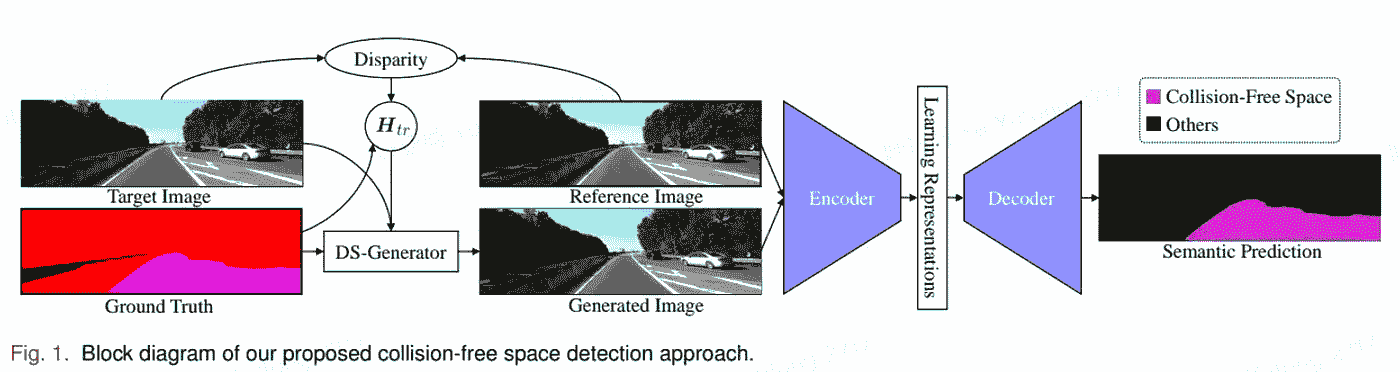 Disparity
H tr
Target Image
Reference Image
DS-Generator
Ground Truth
Generated Image
Encoder
Learning Representations
Decoder
Collision-Free Space
Others
Semantic Prediction
Fig. 1. Block diagram of our proposed collision-free space detection approach.